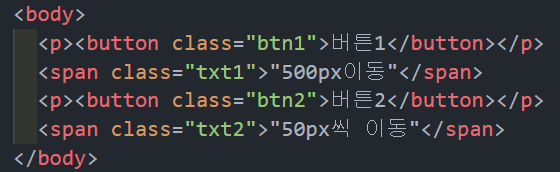 <body>
<p><button class="btn1">버튼1</button></p>
<span class="txt1">"500px이동"</span>
<p><button class="btn2">버튼2</button></p>
<span class="txt2">"50px씩 이동"</span>
</body>